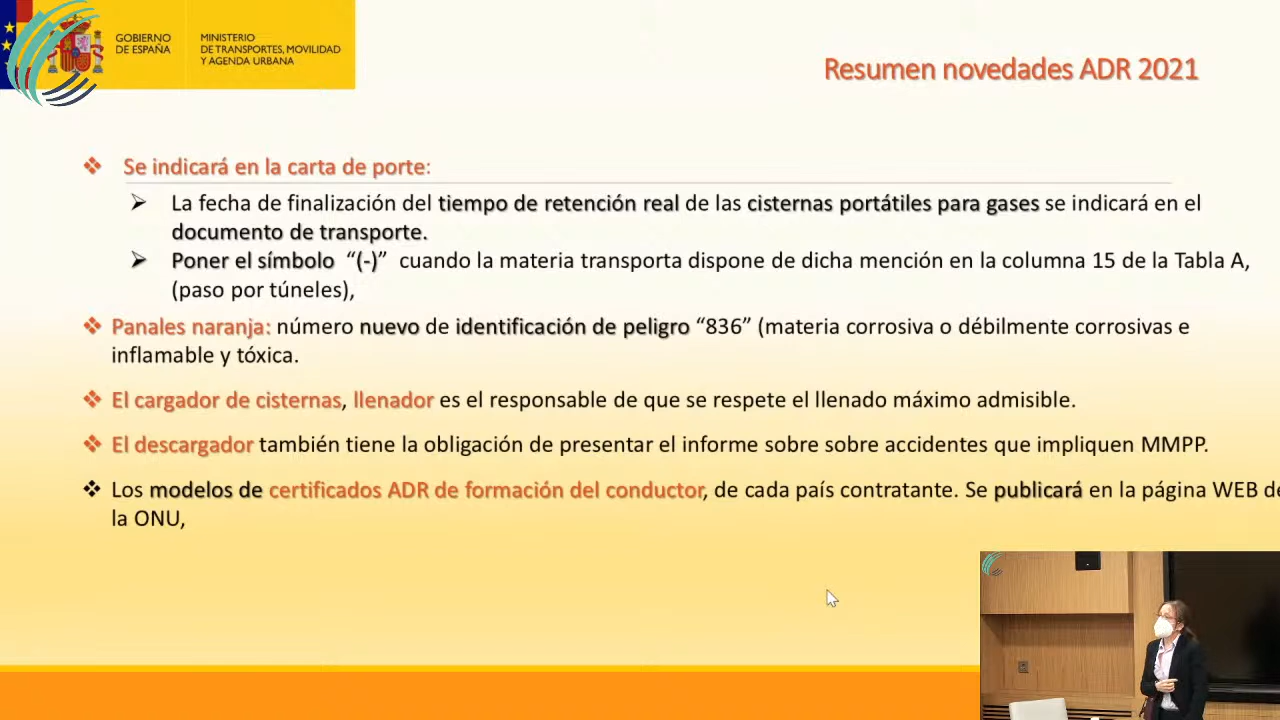 GOBIERNO
DE ESPAÑA
MINISTERIO
DE TRANSPORTES, MOVILIDAD
Y AGENDA URBANA
Resumen novedades ADR 2021
Se indicará en la carta de porte:
La fecha de finalización del tiempo de retención real de las cisternas portátiles para gases se indicará en el
documento de transporte.
Poner el símbolo “(-)” cuando la materia transporta dispone de dicha mención en la columna 15 de la Tabla A,
(paso por túneles),
Panales naranja: número nuevo de identificación de peligro “836” (materia corrosiva o débilmente corrosivas e
inflamable y tóxica.
El cargador de cisternas, llenador es el responsable de que se respete el llenado máximo admisible.
El descargador también tiene la obligación de presentar el informe sobre sobre accidentes que impliquen MMPP.
Los modelos de certificados ADR de formación del conductor, de cada país contratante. Se publicará en la página WEB de
la ONU,